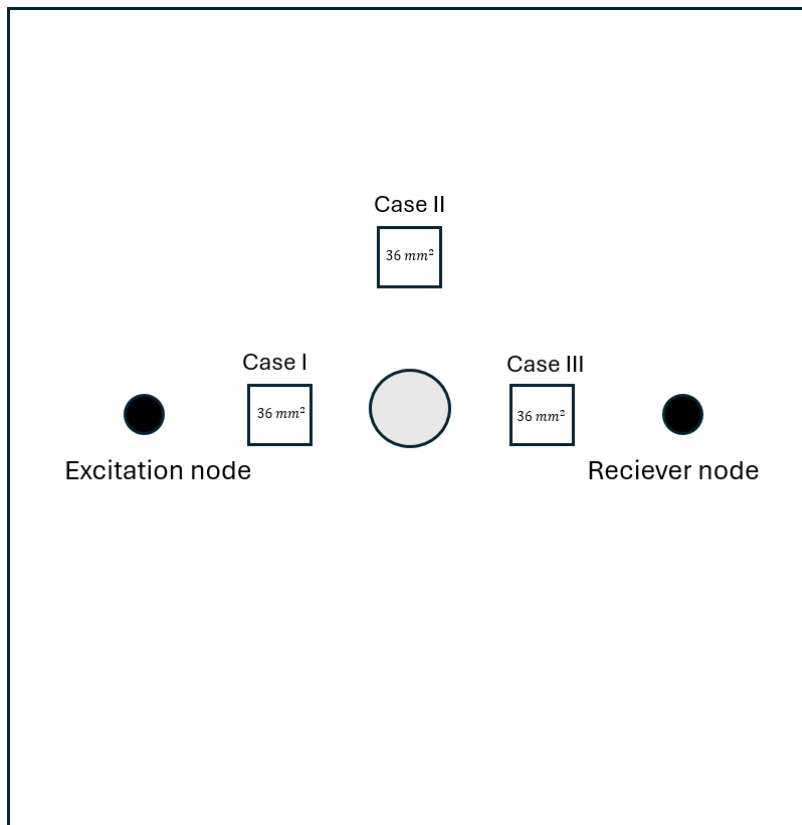 Case II
36 mm²
Case I
Case III
36 mm²
36 mm²
Excitation node
Reciever node